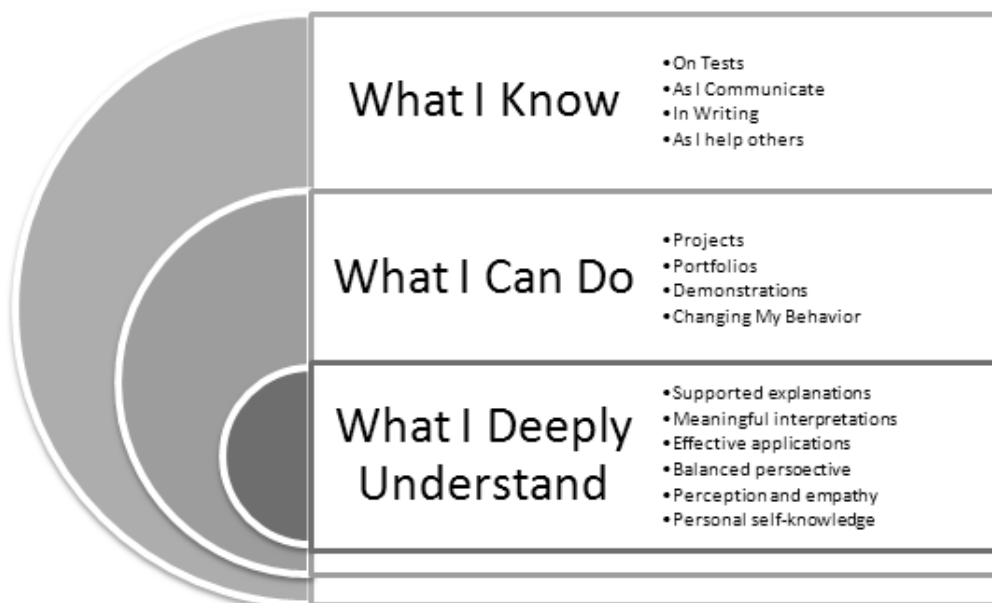 What I Know
•On Tests
•As I Communicate
•In Writing
•As I help others
What I Can Do
•Projects
•Portfolios
•Demonstrations
•Changing My Behavior
What I Deeply
Understand
•Supported explanations
•Meaningful interpretations
•Effective applications
•Balanced persoective
•Perception and empathy
•Personal self-knowledge